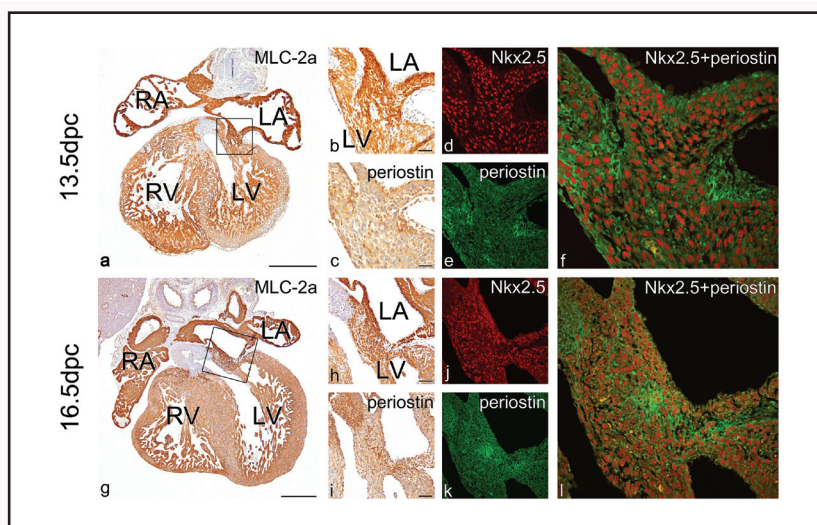 13.5dpc
MLC-2a
RA
LA
RV
LV
a
LA
LV
b
periostin
c
Nkx2.5
d
periostin
e
Nkx2.5+periostin
f
16.5dpc
MLC-2a
RA
LA
RV
LV
g
LA
LV
h
periostin
i
Nkx2.5
j
periostin
k
Nkx2.5+periostin
l